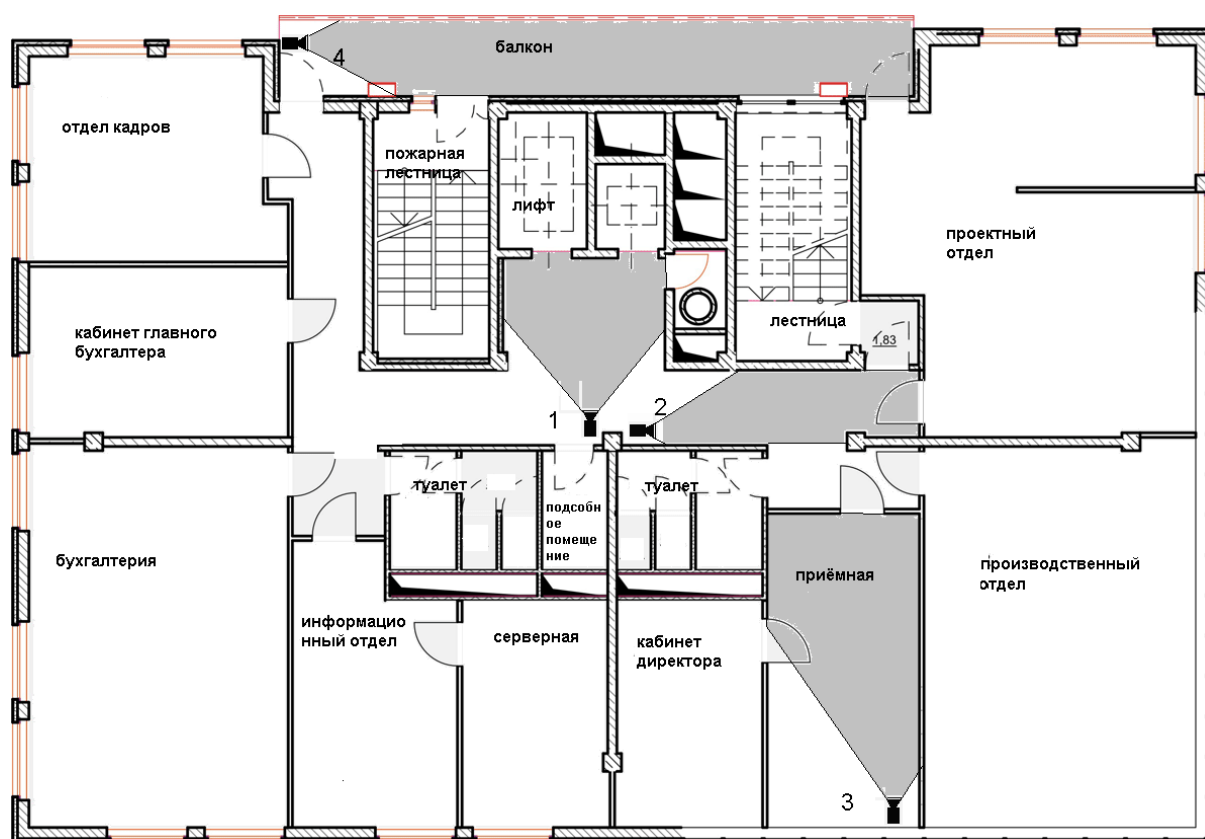 балкон
4
отдел кадров
пожарная
лестница
лифт
проектный
отдел
лестница
1,83
кабинет главного
бухгалтера
1
2
туалет
туалет
подсобн
ое
помеще
ние
бухгалтерия
приёмная
производственный
отдел
информацио
нный отдел
серверная
кабинет
директора
3